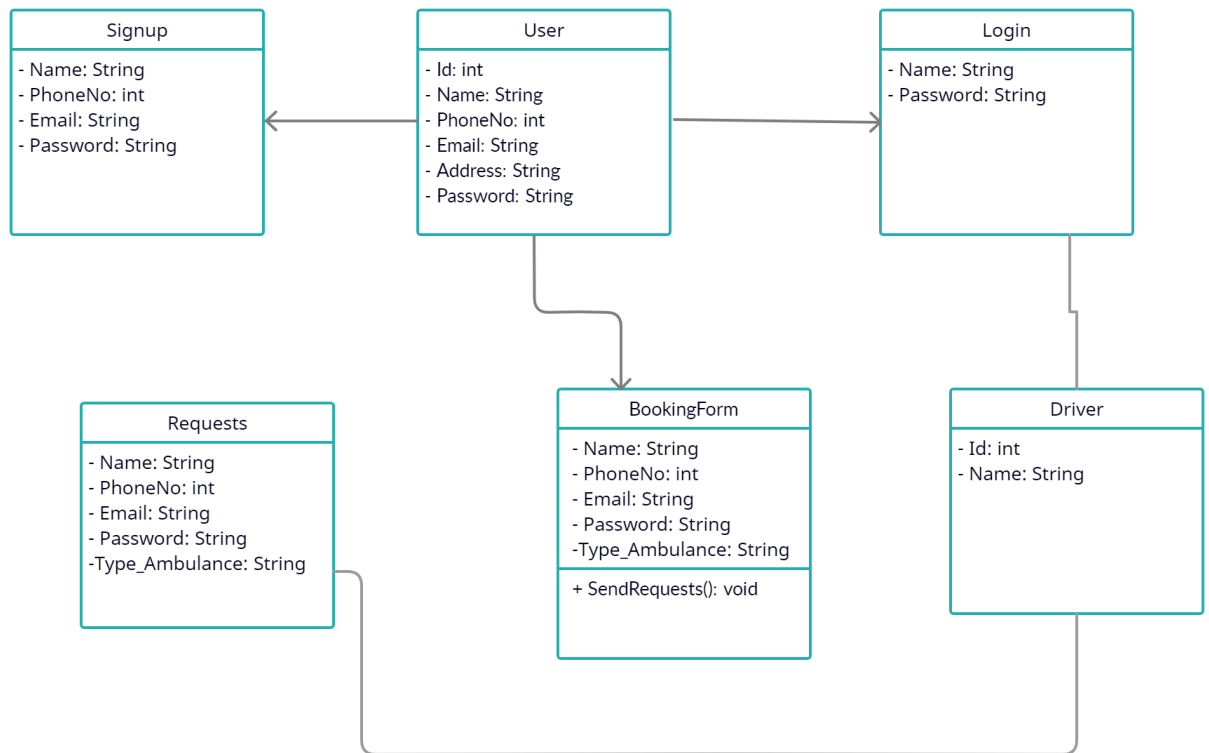 Signup
- Name: String
- PhoneNo: int
- Email: String
- Password: String
User
- Id: int
- Name: String
- PhoneNo: int
- Email: String
- Address: String
- Password: String
Login
- Name: String
- Password: String
Requests
- Name: String
- PhoneNo: int
- Email: String
- Password: String
-Type_Ambulance: String
BookingForm
- Name: String
- PhoneNo: int
- Email: String
- Password: String
-Type_Ambulance: String
+ SendRequests(): void
Driver
- Id: int
- Name: String